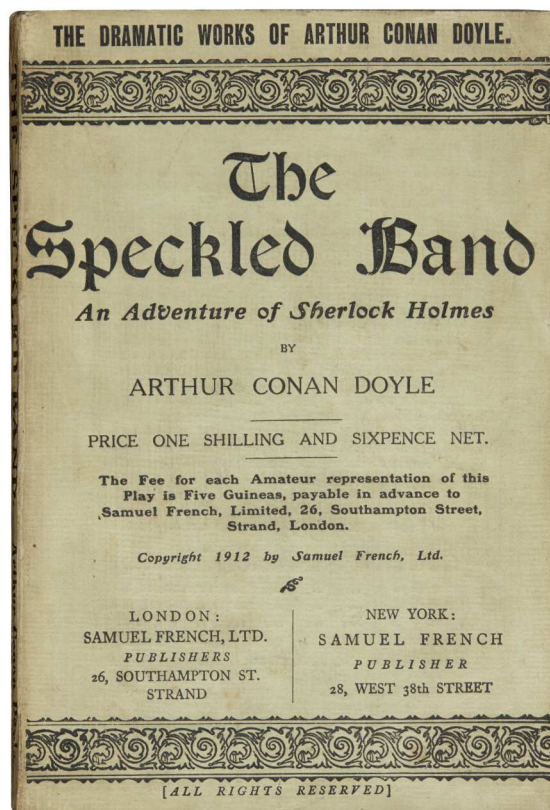 THE DRAMATIC WORKS OF ARTHUR CONAN DOYLE.
The
Speckled Band
An Adventure of Sherlock Holmes
BY
ARTHUR CONAN DOYLE
PRICE ONE SHILLING AND SIXPENCE NET.
The Fee for each Amateur representation of this
Play is Five Guineas, payable in advance to
Samuel French, Limited, 26, Southampton Street,
Strand, London.
Copyright 1912 by Samuel French, Ltd.
LONDON:
SAMUEL FRENCH, LTD.
PUBLISHERS
26, SOUTHAMPTON ST.
STRAND
NEW YORK:
SAMUEL FRENCH
PUBLISHER
28, WEST 38th STREET
[ALL RIGHTS RESERVED]